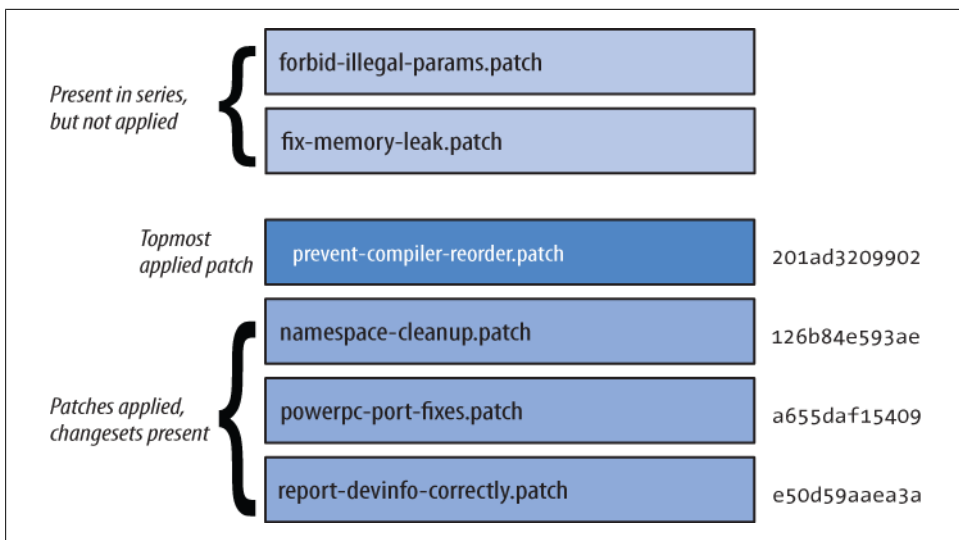 forbid-illegal-params.patch
Present in series,
but not applied
fix-memory-leak.patch
Topmost
applied patch
prevent-compiler-reorder.patch
201ad3209902
namespace-cleanup.patch
126b84e593ae
Patches applied,
changesets present
powerpc-port-fixes.patch
a655daf15409
report-devinfo-correctly.patch
e50d59aaea3a